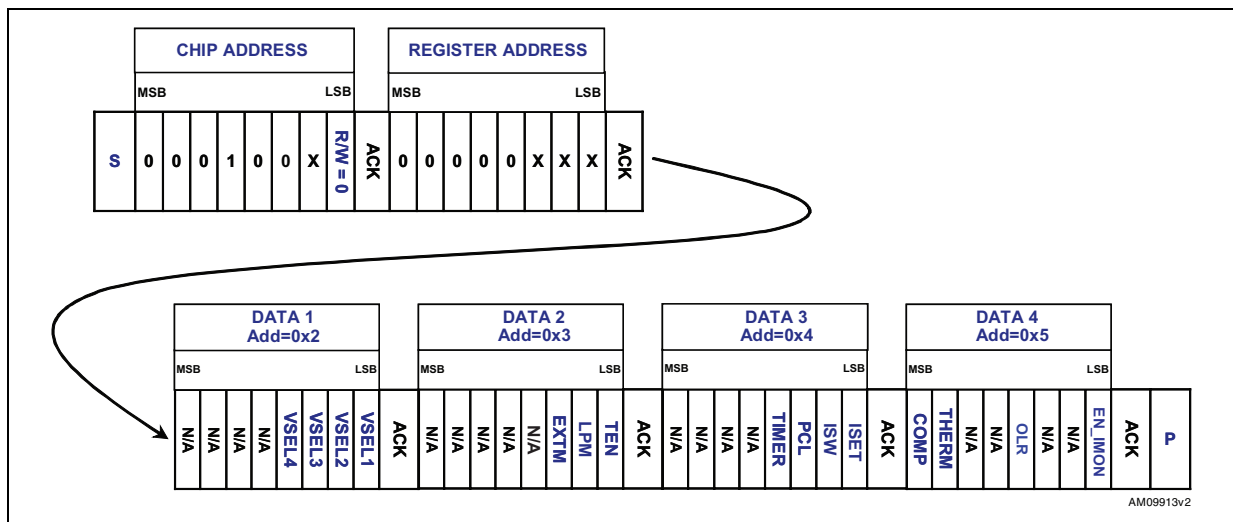 CHIP ADDRESS REGISTER ADDRESS
MSB LSB MSB LSB
S 0 0 0 1 0 0 X R/W = 0 ACK 0 0 0 0 0 X X X ACK
DATA 1 DATA 2 DATA 3 DATA 4
Add=0x2 Add=0x3 Add=0x4 Add=0x5
MSB LSB MSB LSB MSB LSB MSB LSB
N/A N/A N/A N/A VSEL4 VSEL3 VSEL2 VSEL1 ACK N/A N/A N/A N/A N/A EXTM LPM TEN ACK N/A N/A N/A N/A TIMER PCL ISW ISET ACK COMP THERM N/A N/A OLR N/A N/A EN_IMON ACK P
AM09913v2